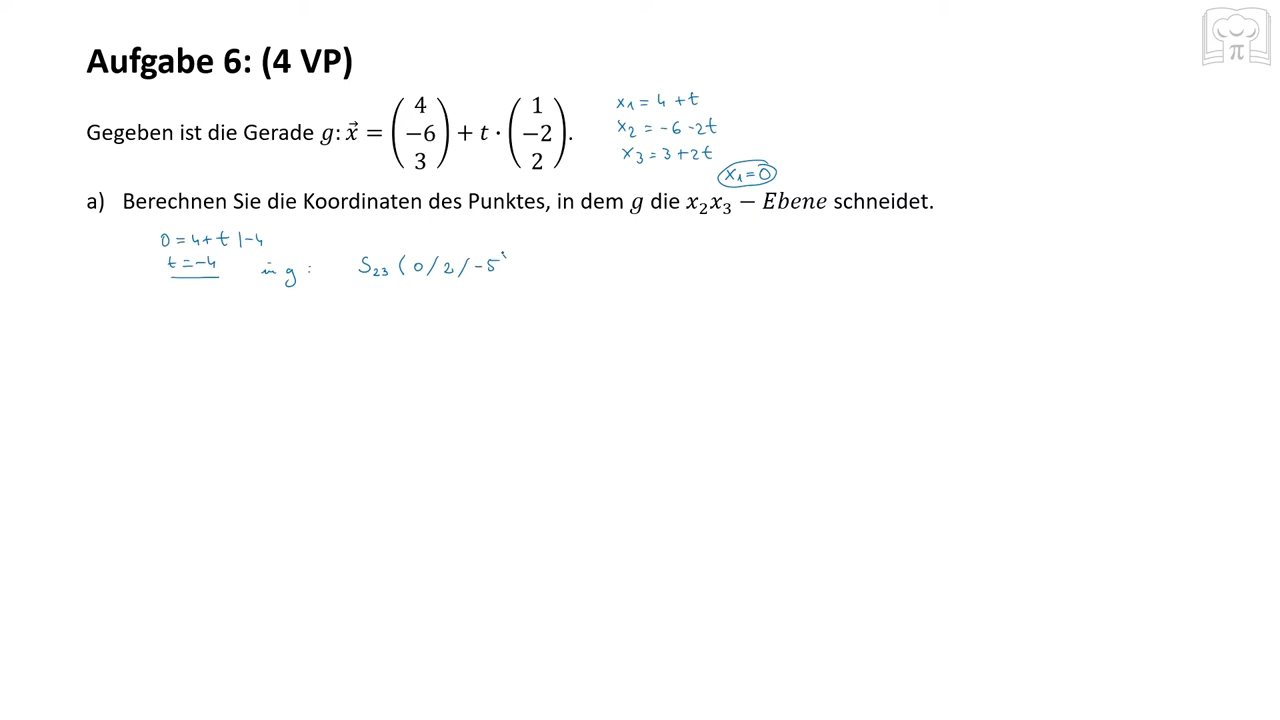 Aufgabe 6: (4 VP)
Gegeben ist die Gerade g: x⃗ = (4 −6 3) + t · (1 −2 2).
x₁ = 4 + t
x₂ = -6 -2t
x₃ = 3 + 2t
x₁ = 0
a) Berechnen Sie die Koordinaten des Punktes, in dem g die x₂x₃ − Ebene schneidet.
0 = 4 + t |-4
t = -4 in g: S₂₃ ( 0 / 2 / -5